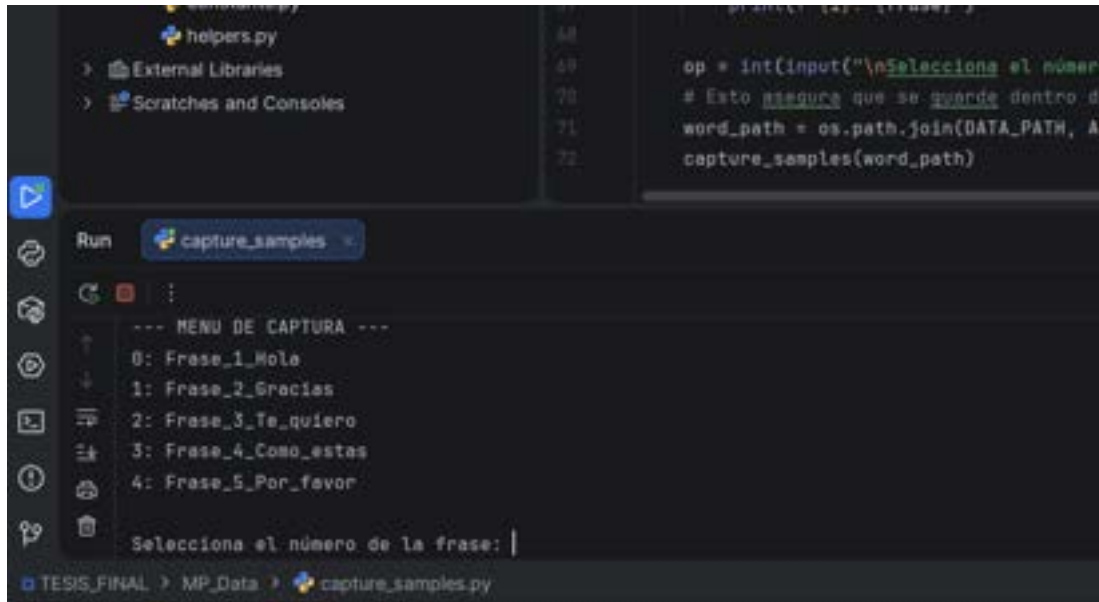 helpers.py
External Libraries
Scratches and Consoles
68
69
70
71
72
op = int(input("\nSelecciona el númer
# Esto asegura que se guarde dentro d
word_path = os.path.join(DATA_PATH, A
capture_samples(word_path)
Run
capture_samples
--- MENU DE CAPTURA ---
0: Frase_1_Hola
1: Frase_2_Gracias
2: Frase_3_Te_quiero
3: Frase_4_Como_estas
4: Frase_5_Por_favor
Selecciona el número de la frase:
TESIS_FINAL > MP_Data > capture_samples.py